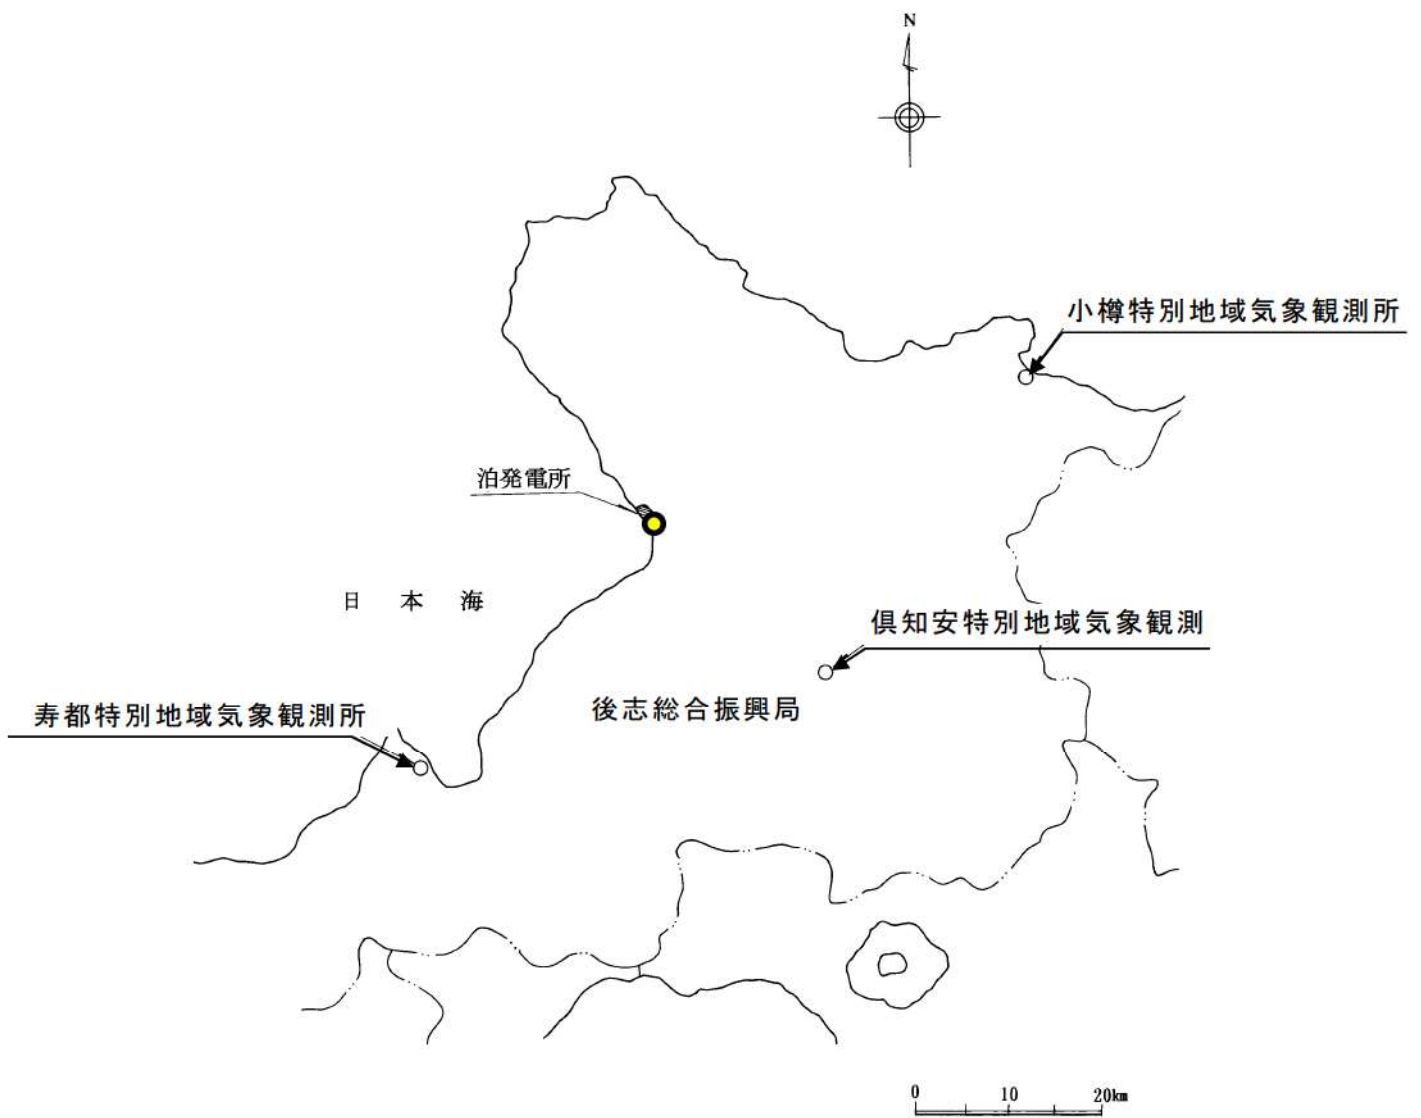 N
小樽特別地域気象観測所
泊発電所
日本海
倶知安特別地域気象観測
後志総合振興局
寿都特別地域気象観測所
0 10 20km